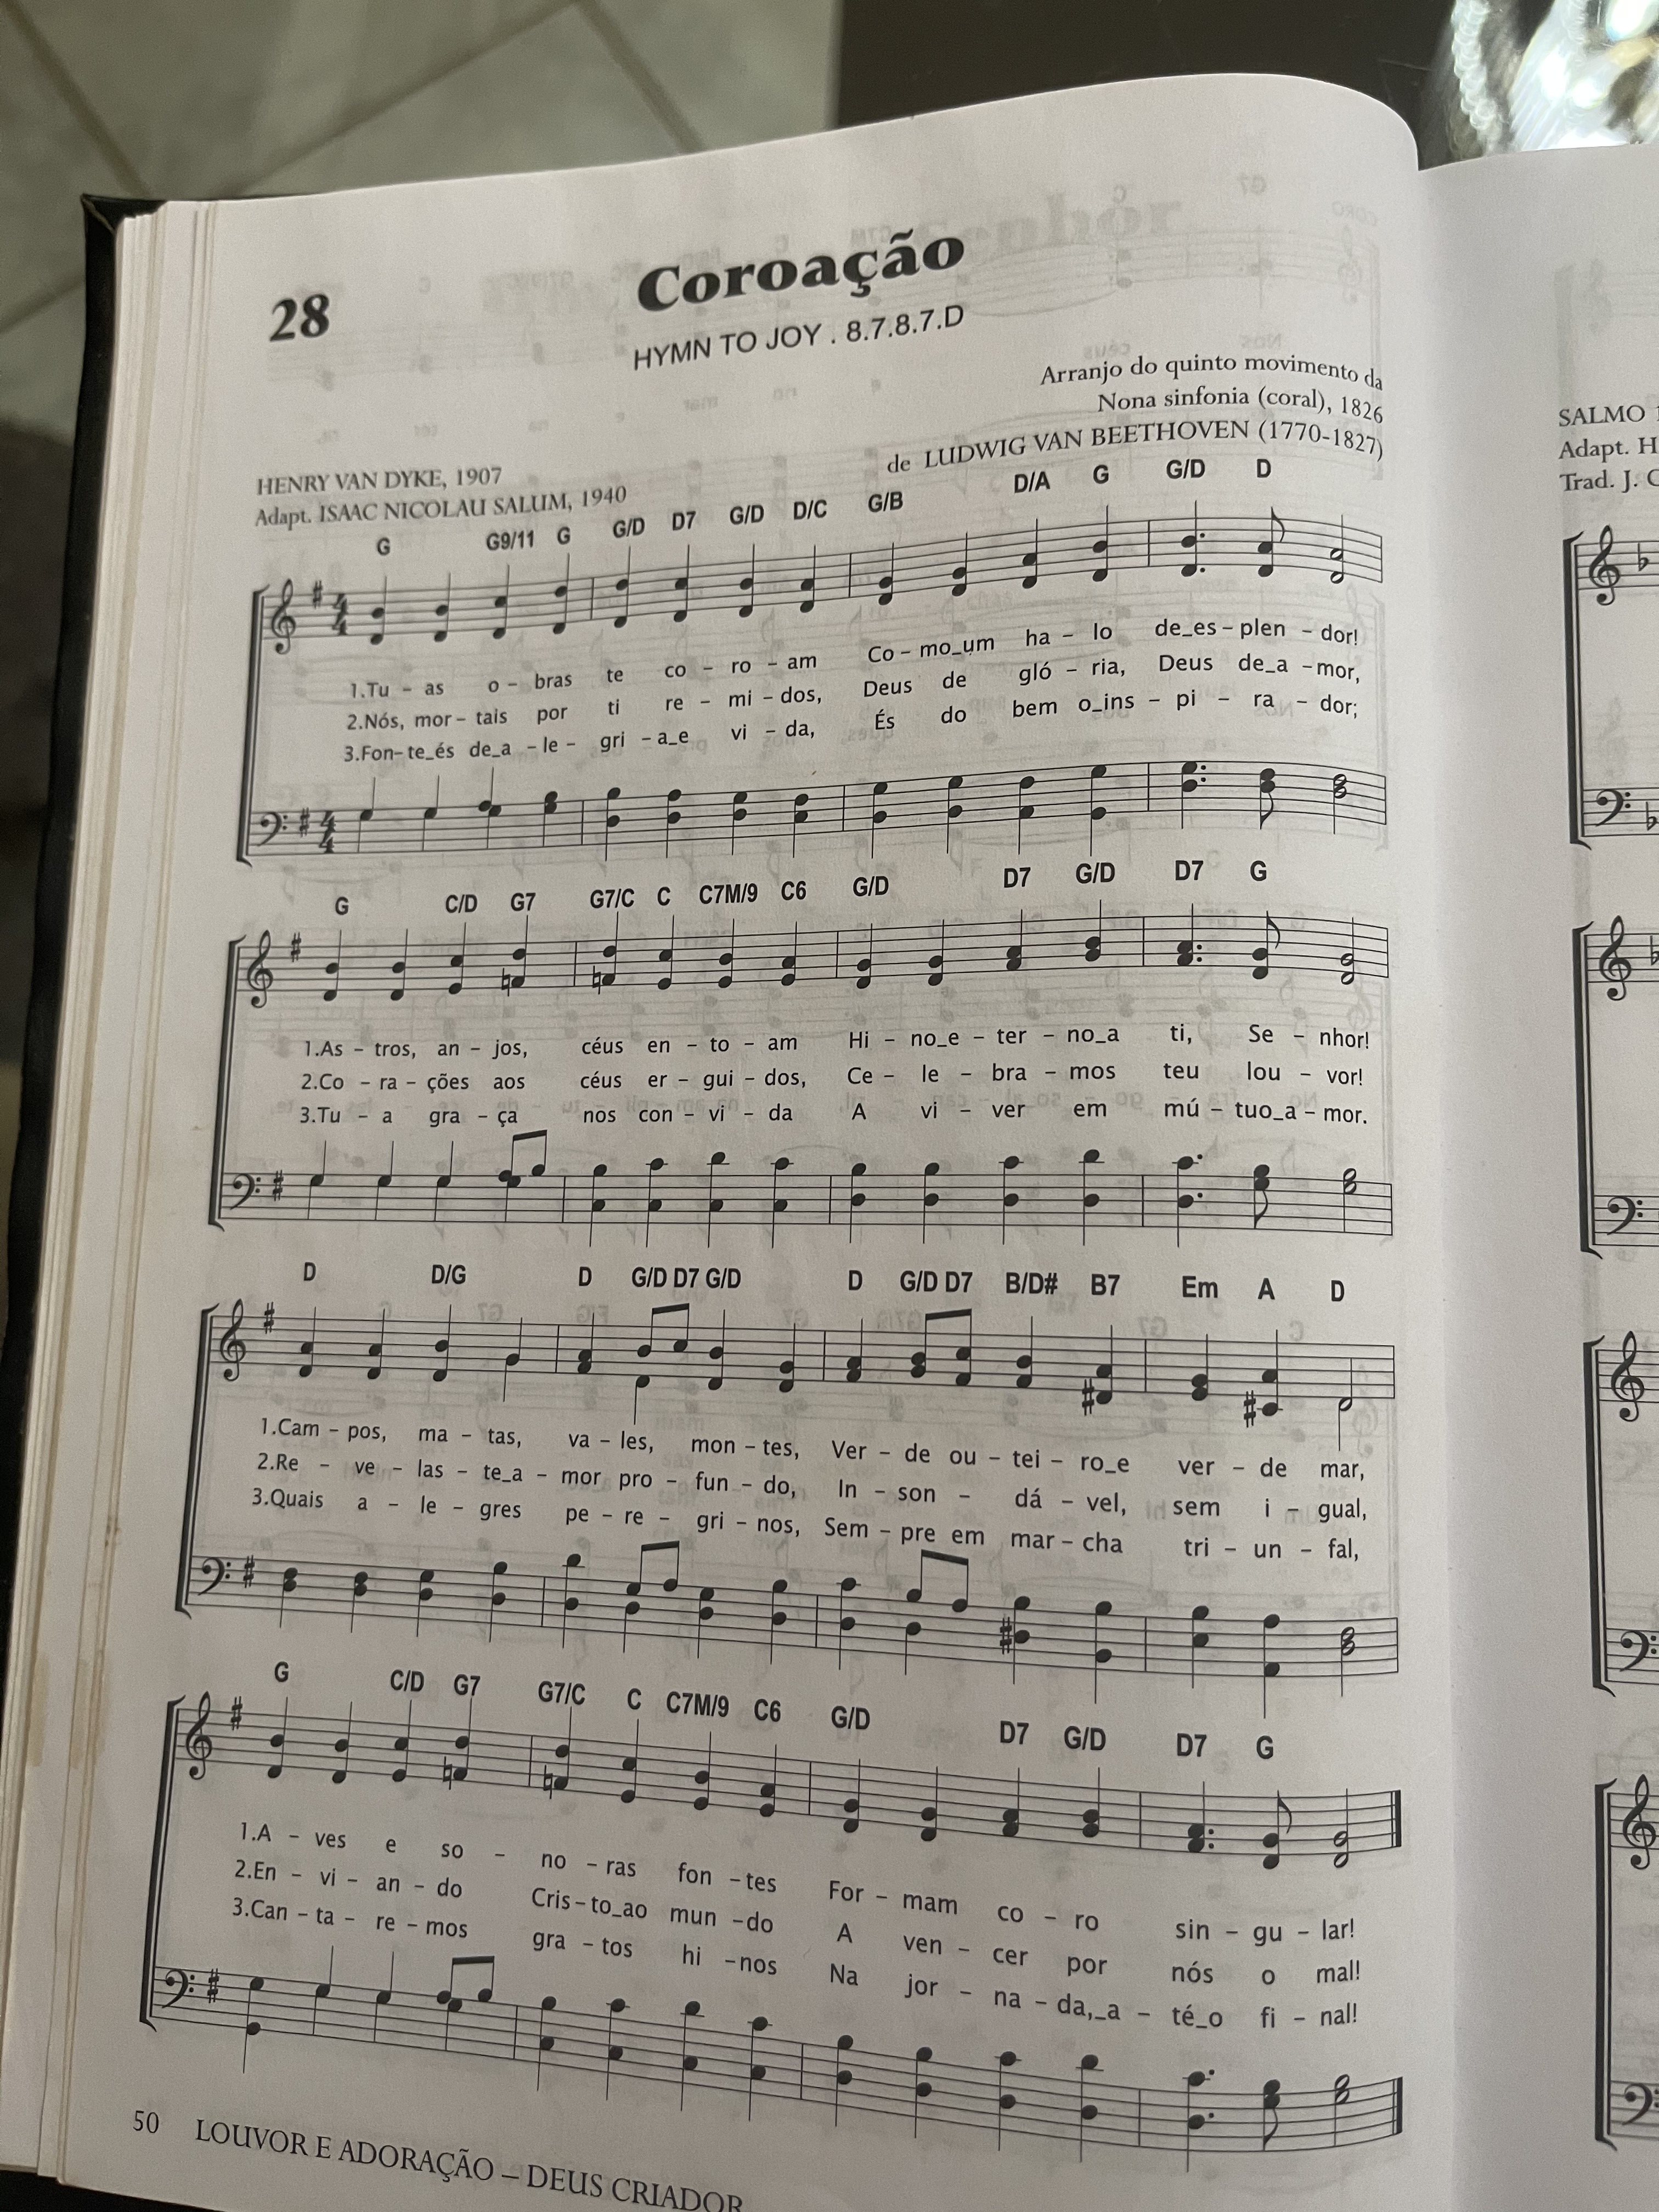 28
Coroação
HYMN TO JOY . 8.7.8.7.D
Arranjo do quinto movimento da
Nona sinfonia (coral), 1826
de LUDWIG VAN BEETHOVEN (1770-1827)
HENRY VAN DYKE, 1907
Adapt. ISAAC NICOLAU SALUM, 1940
G G9/11 G G/D D7 G/D D/C G/B D/A G G/D D
1.Tu – as o – bras te co – ro – am Co – mo_um ha – lo de_es – plen – dor!
2.Nós, mor – tais por ti re – mi – dos, Deus de gló – ria, Deus de_a – mor,
3.Fon – te_és de_a – le – gri – a_e vi – da, És do bem o_ins – pi – ra – dor;
G C/D G7 G7/C C C7M/9 C6 G/D D7 G/D D7 G
1.As – tros, an – jos, céus en – to – am Hi – no_e – ter – no_a ti, Se – nhor!
2.Co – ra – ções aos céus er – gui – dos, Ce – le – bra – mos teu lou – vor!
3.Tu – a gra – ça nos con – vi – da A vi – ver em mú – tuo_a – mor.
D D/G D G/D D7 G/D D G/D D7 B/D# B7 Em A D
1.Cam – pos, ma – tas, va – les, mon – tes, Ver – de ou – tei – ro_e ver – de mar,
2.Re – ve – las – te_a – mor pro – fun – do, In – son – dá – vel, sem i – gual,
3.Quais a – le – gres pe – re – gri – nos, Sem – pre em mar – cha tri – un – fal,
G C/D G7 G7/C C C7M/9 C6 G/D D7 G/D D7 G
1.A – ves e so – no – ras fon – tes For – mam co – ro sin – gu – lar!
2.En – vi – an – do Cris – to_ao mun – do A ven – cer por nós o mal!
3.Can – ta – re – mos gra – tos hi – nos Na jor – na – da,_a – té_o fi – nal!
50 LOUVOR E ADORAÇÃO – DEUS CRIADOR
SALMO
Adapt.
Trad. J.